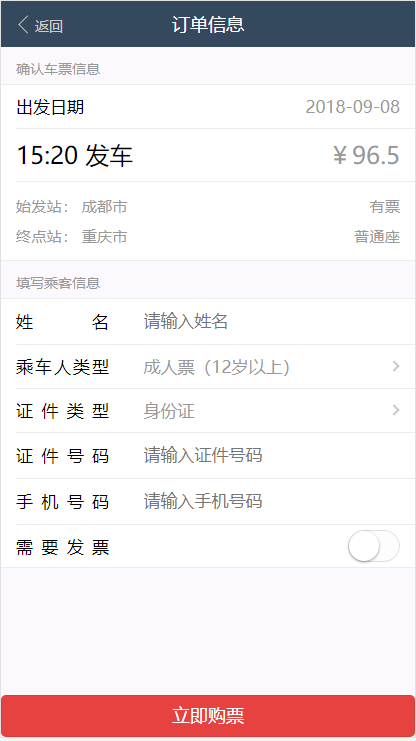 返回 订单信息
确认车票信息
出发日期 2018-09-08
15:20 发车 ¥96.5
始发站： 成都市 有票
终点站： 重庆市 普通座
填写乘客信息
姓名 请输入姓名
乘车人类型 成人票（12岁以上）
证件类型 身份证
证件号码 请输入证件号码
手机号码 请输入手机号码
需要发票
立即购票